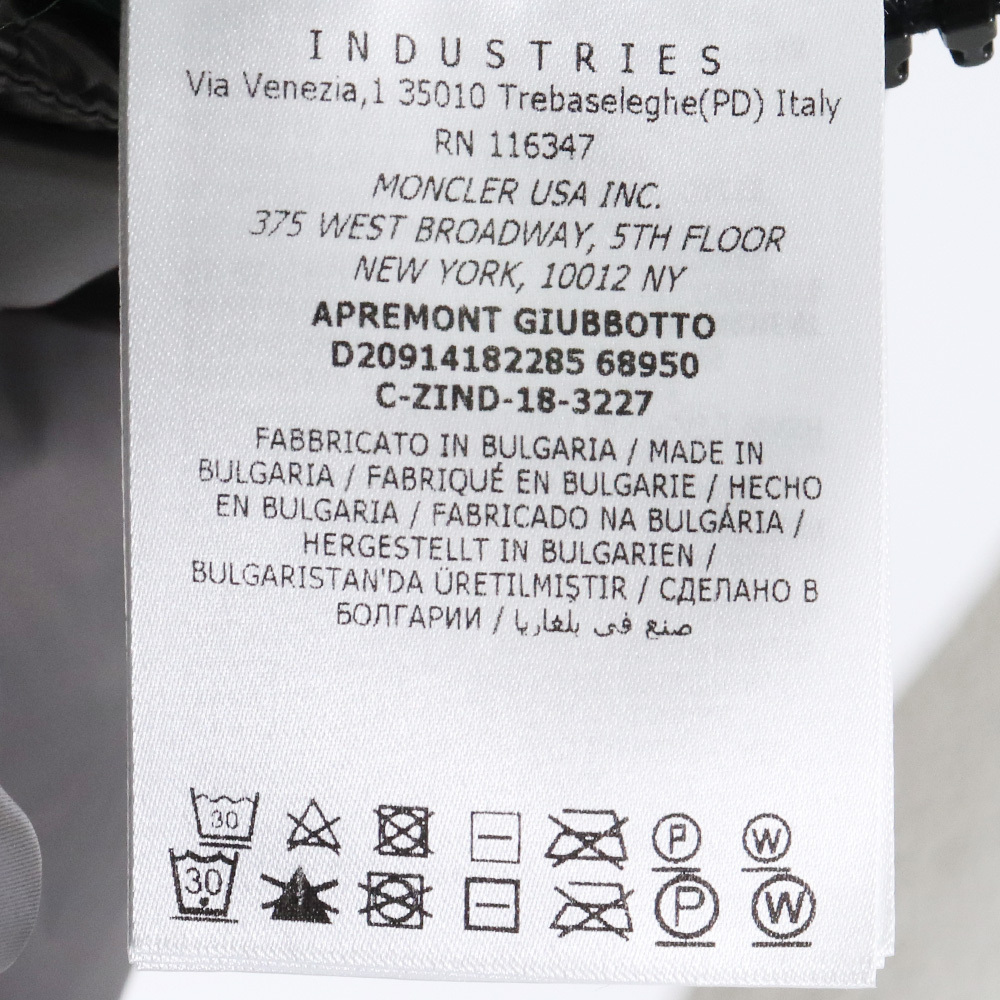 INDUSTRIES
Via Venezia,1 35010 Trebaseleghe(PD) Italy
RN 116347
MONCLER USA INC.
375 WEST BROADWAY, 5TH FLOOR
NEW YORK, 10012 NY
APREMONT GIUBBOTTO
D20914182285 68950
C-ZIND-18-3227
FABBRICATO IN BULGARIA / MADE IN
BULGARIA / FABRIQUÉ EN BULGARIE / HECHO
EN BULGARIA / FABRICADO NA BULGÁRIA /
HERGESTELLT IN BULGARIEN /
BULGARISTAN'DA ÜRETILMIŞTIR / СДЕЛАНО В
БОЛГАРИИ / صنع في بلغاريا
30 P W
30 P W